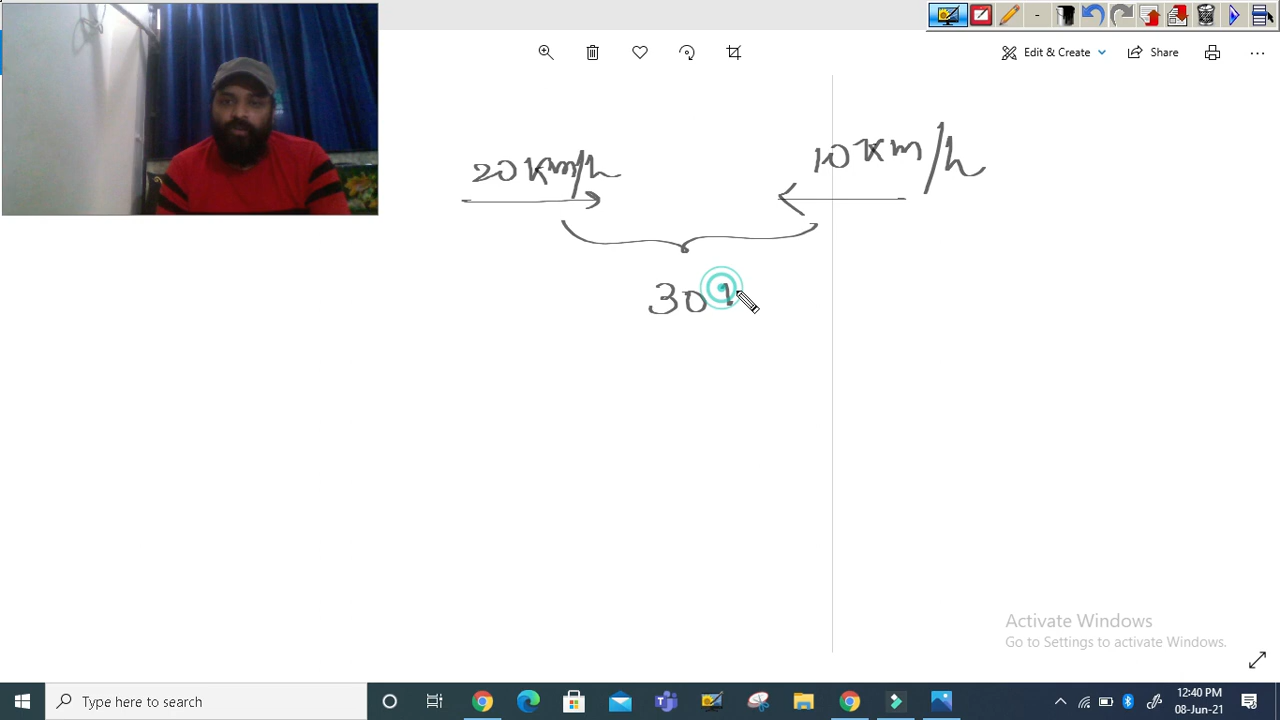 Edit & Create
Share
20 Km/h
10 Km/h
30
Activate Windows
Go to Settings to activate Windows.
Type here to search
12:40 PM
08-Jun-21